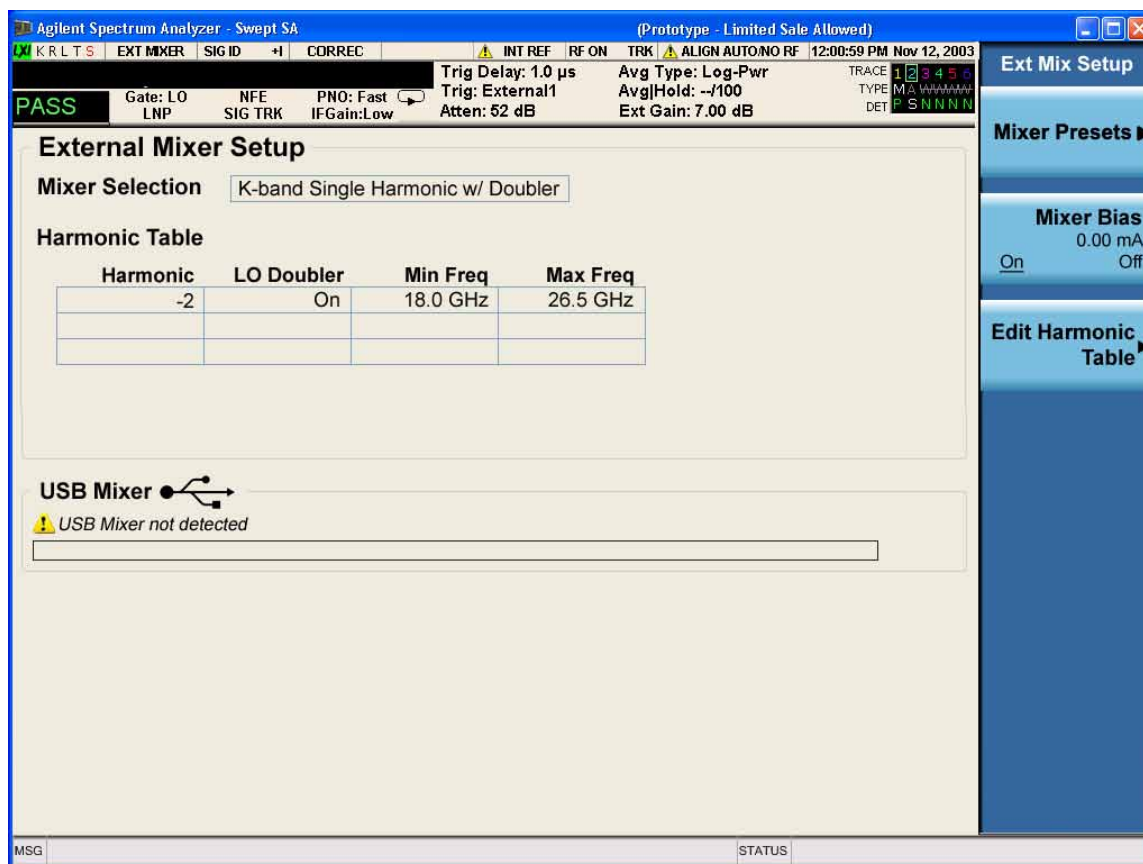 Agilent Spectrum Analyzer - Swept SA (Prototype - Limited Sale Allowed)
LXI K R L T S EXT MIXER SIG ID +I CORREC INT REF RF ON TRK ALIGN AUTO/NO RF 12:00:59 PM Nov 12, 2003
PASS
Gate: LO
LNP
NFE
SIG TRK
PNO: Fast
IFGain:Low
Trig Delay: 1.0 µs
Trig: External1
Atten: 52 dB
Avg Type: Log-Pwr
Avg|Hold: --/100
Ext Gain: 7.00 dB
TRACE 1 2 3 4 5 6
TYPE M A W W W W
DET P S N N N N
External Mixer Setup
Mixer Selection K-band Single Harmonic w/ Doubler
Harmonic Table
Harmonic LO Doubler Min Freq Max Freq
-2 On 18.0 GHz 26.5 GHz
USB Mixer
USB Mixer not detected
Ext Mix Setup
Mixer Presets
Mixer Bias
0.00 mA
On Off
Edit Harmonic
Table
MSG STATUS